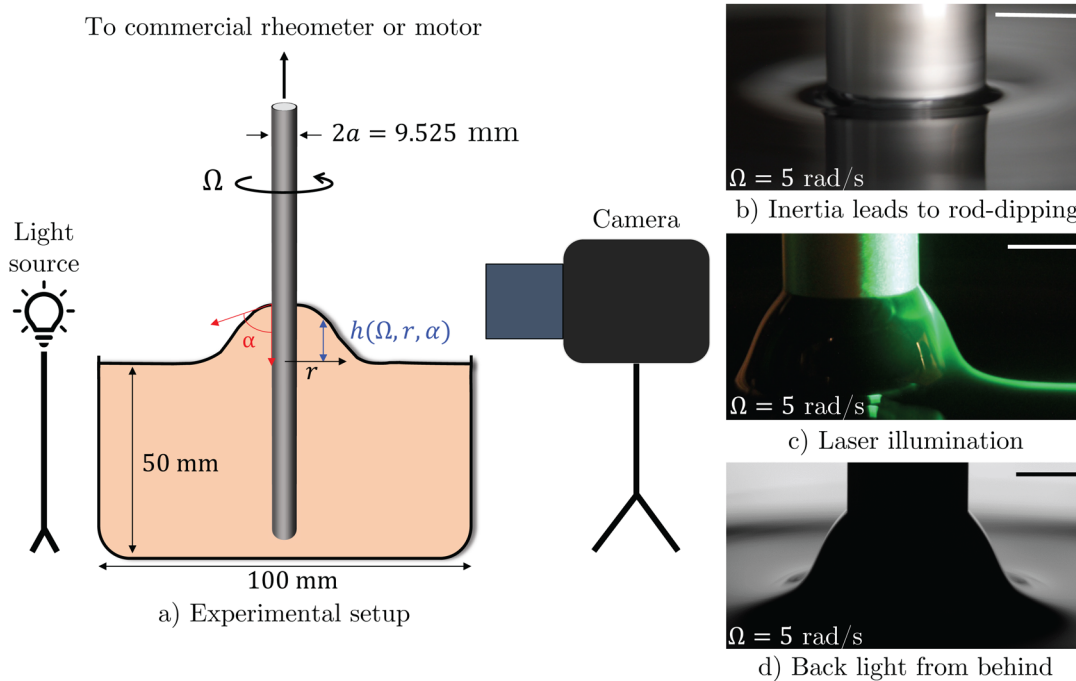 To commercial rheometer or motor
2a = 9.525 mm
Ω
Light
source
Camera
α
h(Ω, r, α)
r
50 mm
100 mm
a) Experimental setup
Ω = 5 rad/s
b) Inertia leads to rod-dipping
Ω = 5 rad/s
c) Laser illumination
Ω = 5 rad/s
d) Back light from behind